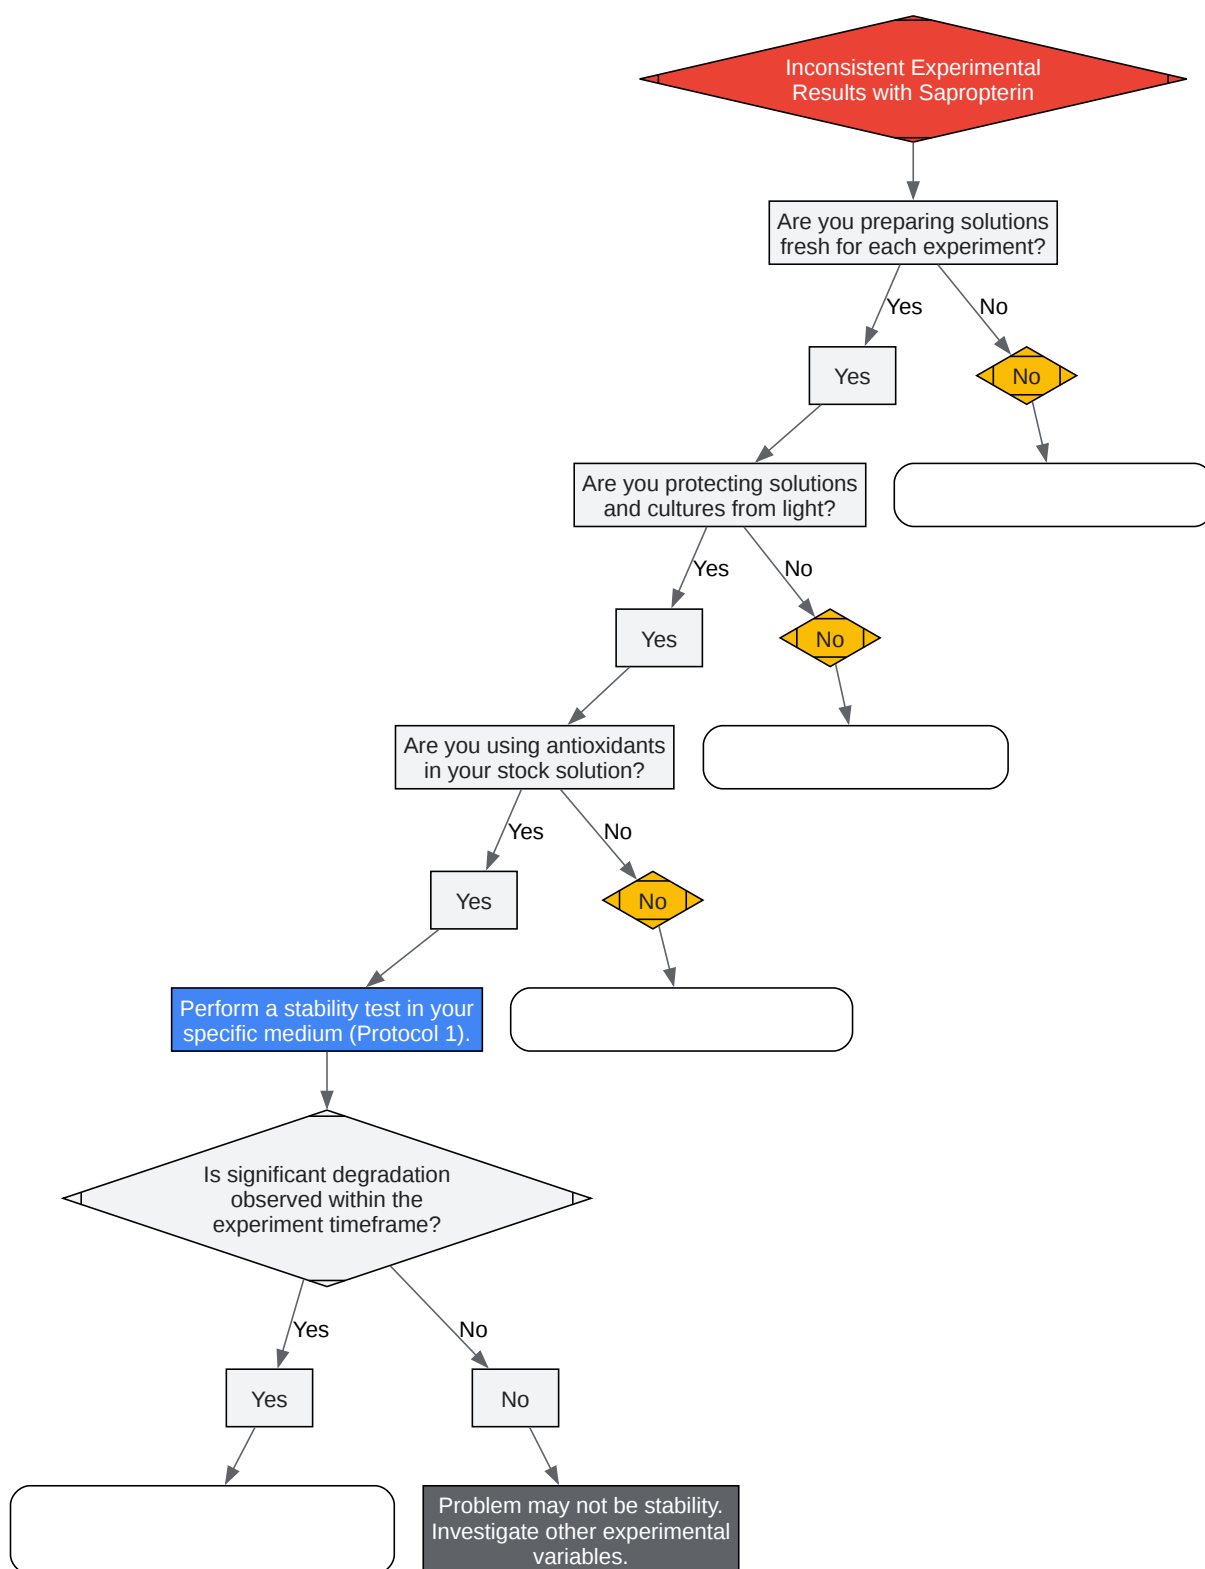 Inconsistent Experimental
Results with Sapropterin
Are you preparing solutions
fresh for each experiment?
Yes
No
Yes
No
Are you protecting solutions
and cultures from light?
Yes
No
Yes
No
Are you using antioxidants
in your stock solution?
Yes
No
Yes
No
Perform a stability test in your
specific medium (Protocol 1).
Is significant degradation
observed within the
experiment timeframe?
Yes
No
Yes
No
Problem may not be stability.
Investigate other experimental
variables.